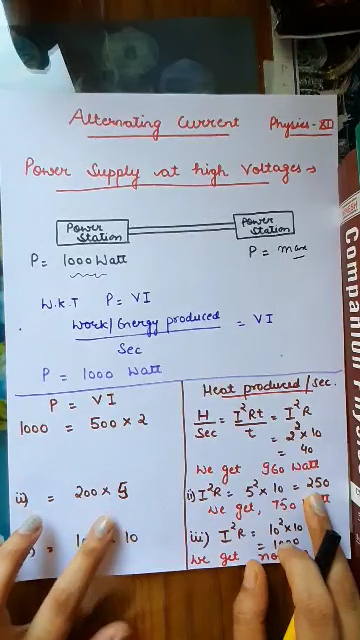 Alternating Current Physics-XII
Power Supply at high Voltages →
Power Station
Power Station
P = 1000 Watt
P = max
W.K.T P = VI
Work/Energy produced / Sec = VI
P = 1000 Watt
P = VI
1000 = 500 × 2
ii) = 200 × 5
10
Heat produced/sec.
H/Sec = I²Rt/t = I²R
= 2² × 10
= 40
We get 960 watt
ii) I²R = 5² × 10 = 250
We get, 750
iii) I²R = 10² × 10
= 1000
We get